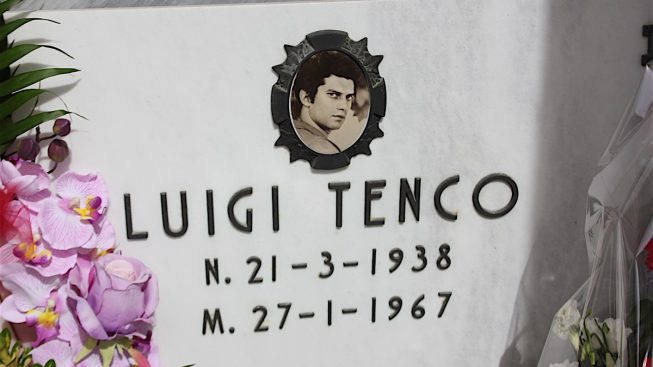 LUIGI TENCO
N. 21-3-1938
M. 27-1-1967